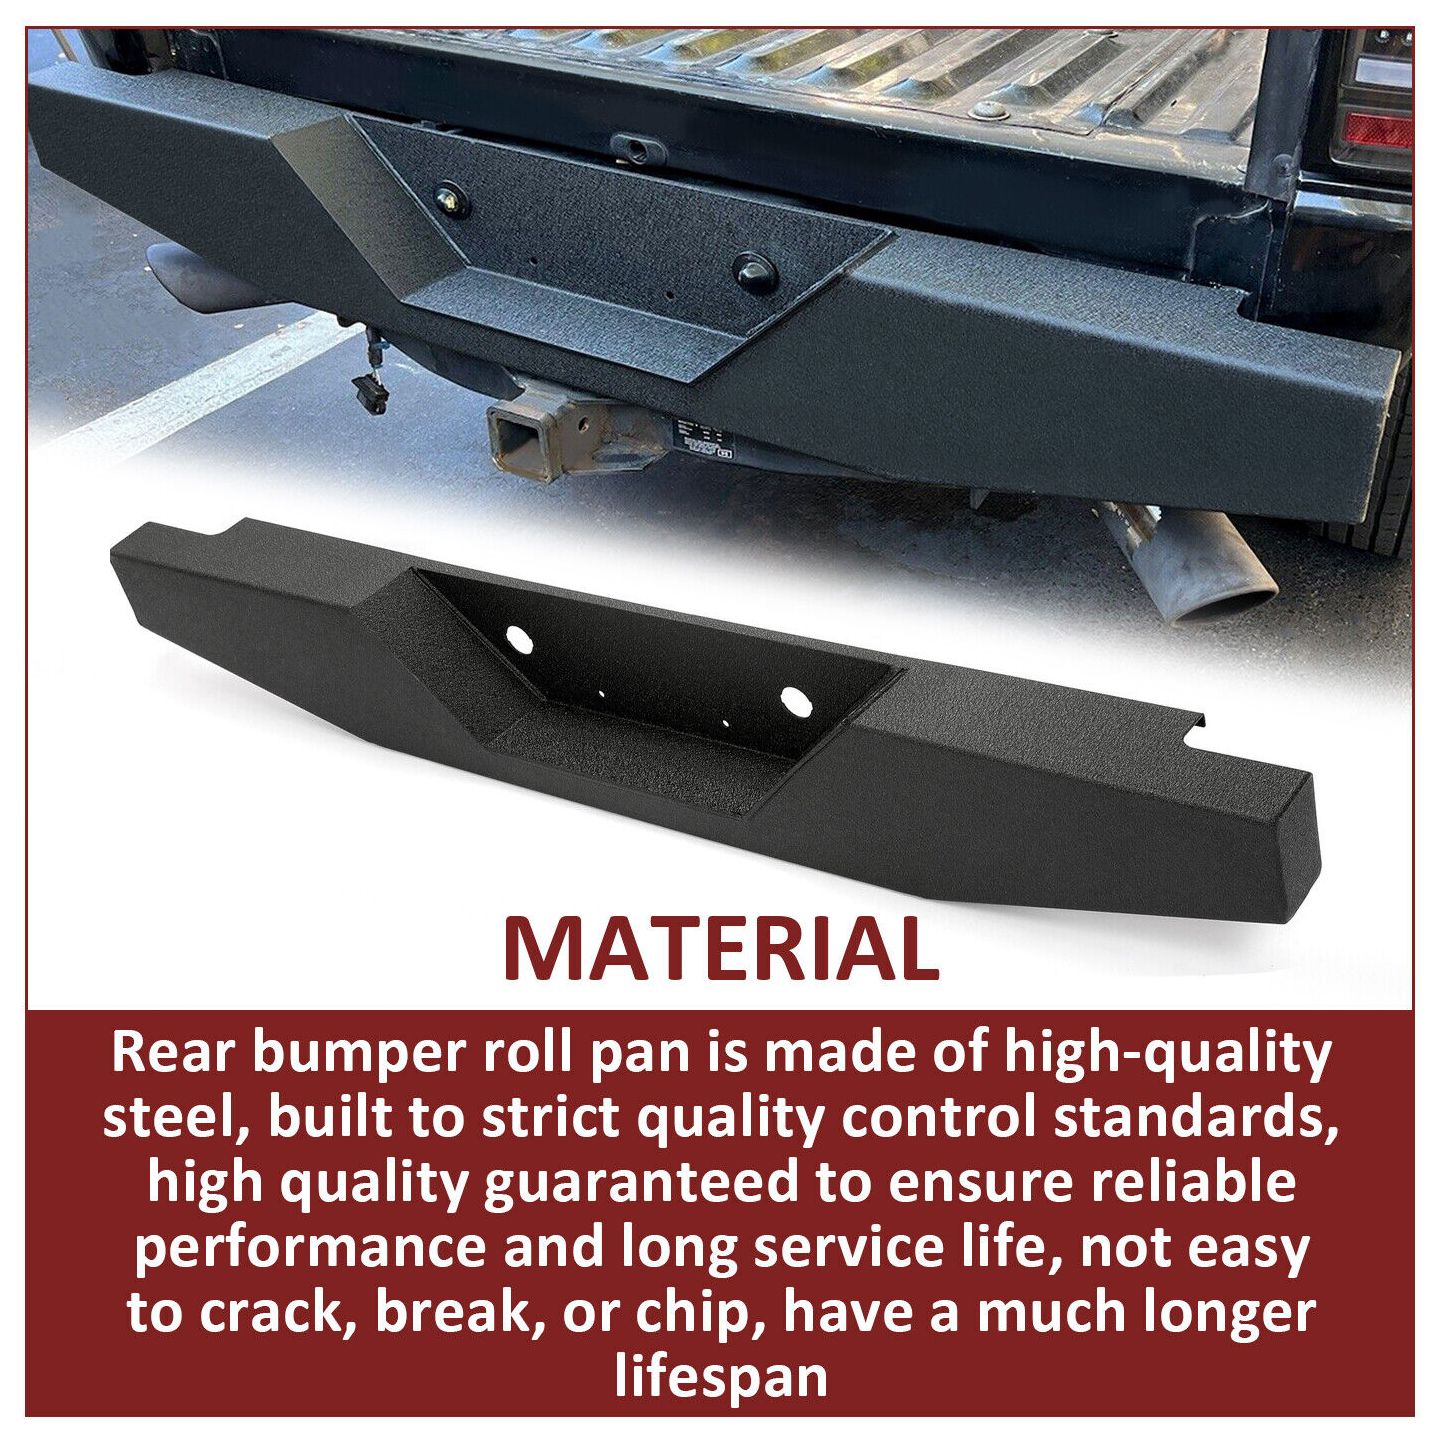 MATERIAL
Rear bumper roll pan is made of high-quality
steel, built to strict quality control standards,
high quality guaranteed to ensure reliable
performance and long service life, not easy
to crack, break, or chip, have a much longer
lifespan